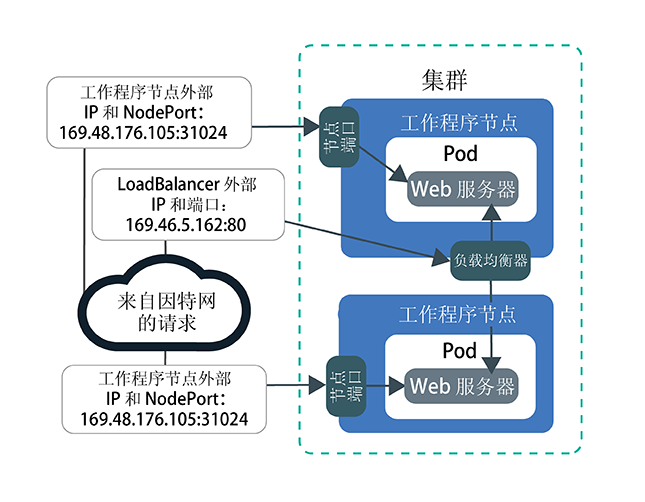 集群
工作程序节点外部
IP 和 NodePort：
169.48.176.105:31024
节点
端口
工作程序节点
Pod
Web 服务器
LoadBalancer 外部
IP 和端口：
169.46.5.162:80
负载均衡器
来自因特网
的请求
工作程序节点
Pod
Web 服务器
节点
端口
工作程序节点外部
IP 和 NodePort：
169.48.176.105:31024